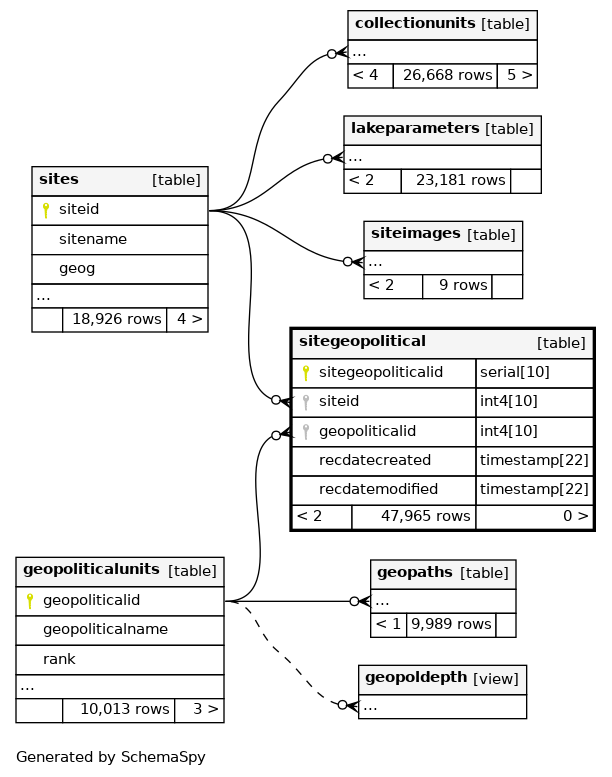 collectionunits [table]
...
< 4 26,668 rows 5 >
lakeparameters [table]
...
< 2 23,181 rows
sites [table]
siteid
sitename
geog
...
18,926 rows 4 >
siteimages [table]
...
< 2 9 rows
sitegeopolitical [table]
sitegeopoliticalid serial[10]
siteid int4[10]
geopoliticalid int4[10]
recdatecreated timestamp[22]
recdatemodified timestamp[22]
< 2 47,965 rows 0 >
geopoliticalunits [table]
geopoliticalid
geopoliticalname
rank
...
10,013 rows 3 >
geopaths [table]
...
< 1 9,989 rows
geopoldepth [view]
...
Generated by SchemaSpy